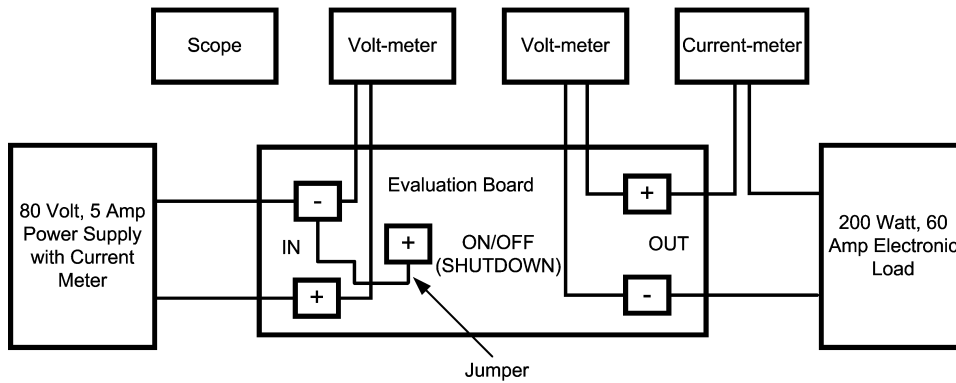 Scope
Volt-meter
Volt-meter
Current-meter
80 Volt, 5 Amp
Power Supply
with Current
Meter
Evaluation Board
-
+
IN
+
ON/OFF
(SHUTDOWN)
+
OUT
-
200 Watt, 60
Amp Electronic
Load
Jumper